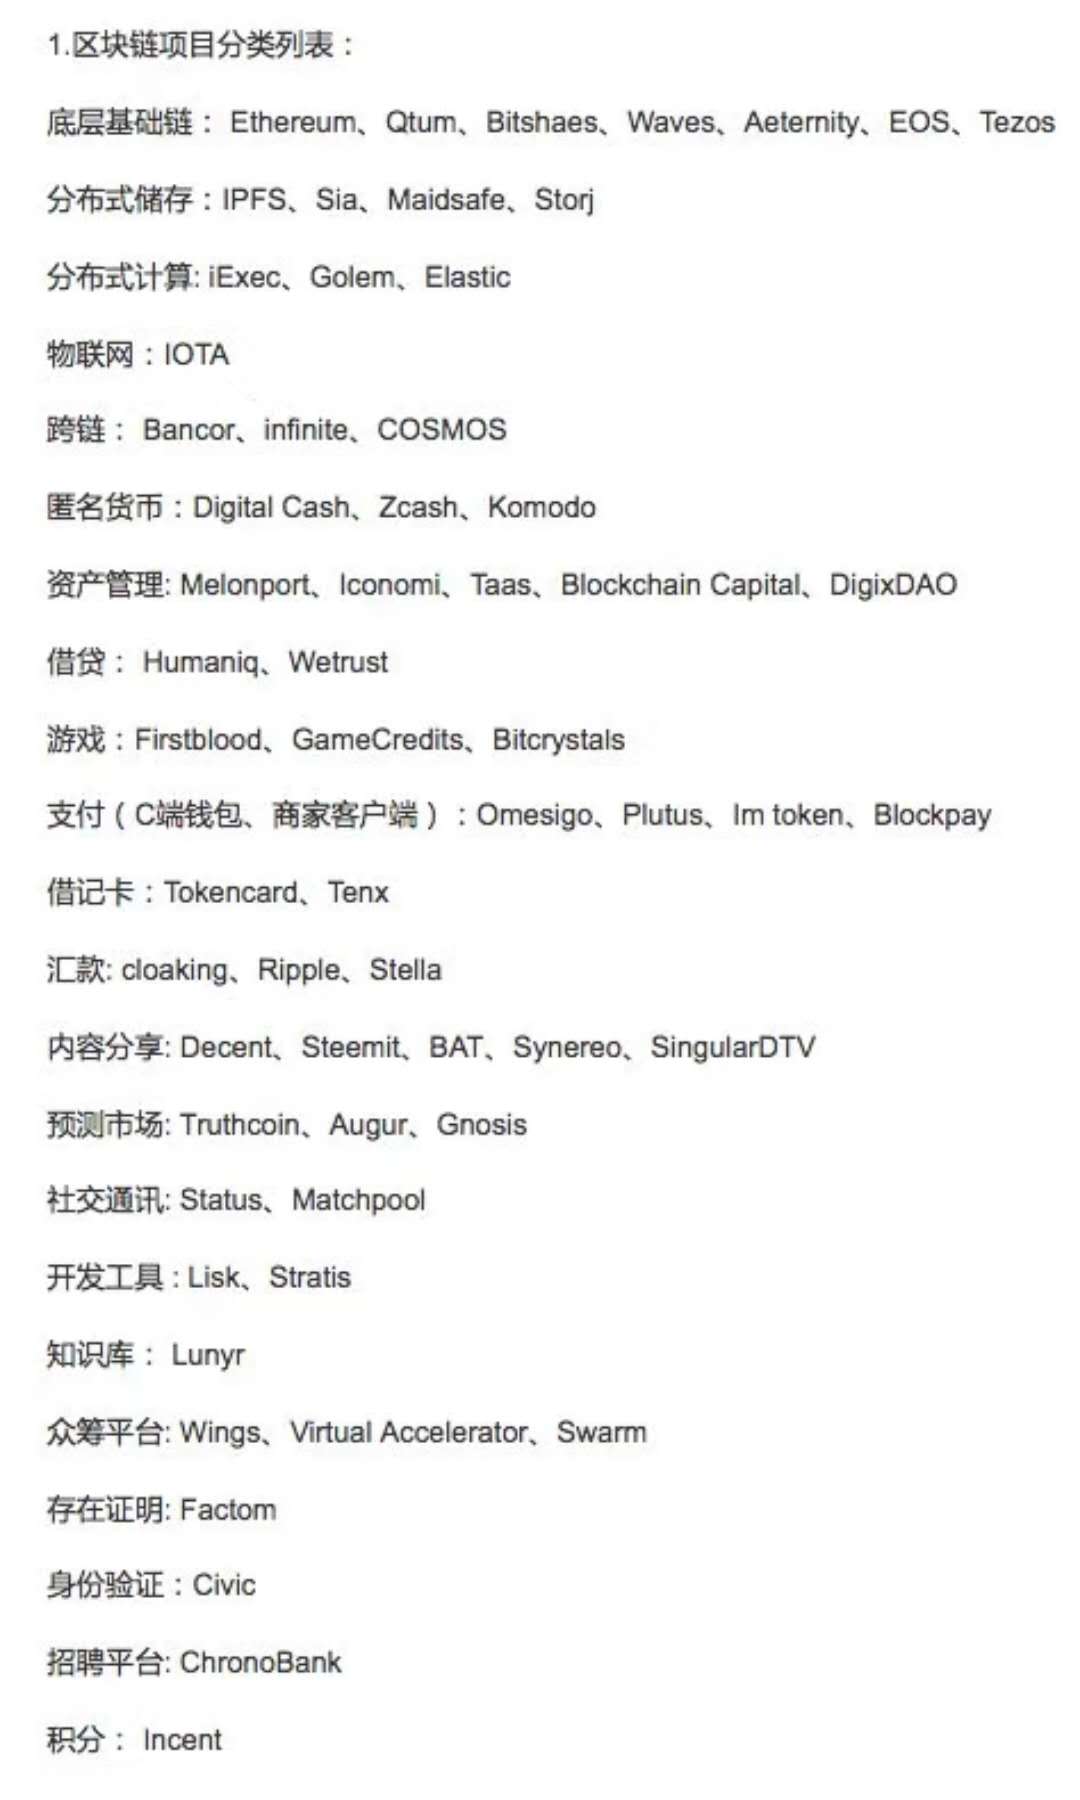 1.区块链项目分类列表：
底层基础链： Ethereum、Qtum、Bitshaes、Waves、Aeternity、EOS、Tezos
分布式储存：IPFS、Sia、Maidsafe、Storj
分布式计算: iExec、Golem、Elastic
物联网：IOTA
跨链： Bancor、infinite、COSMOS
匿名货币：Digital Cash、Zcash、Komodo
资产管理: Melonport、Iconomi、Taas、Blockchain Capital、DigixDAO
借贷： Humaniq、Wetrust
游戏：Firstblood、GameCredits、Bitcrystals
支付（C端钱包、商家客户端）：Omesigo、Plutus、Im token、Blockpay
借记卡：Tokencard、Tenx
汇款: cloaking、Ripple、Stella
内容分享: Decent、Steemit、BAT、Synereo、SingularDTV
预测市场: Truthcoin、Augur、Gnosis
社交通讯: Status、Matchpool
开发工具 : Lisk、Stratis
知识库： Lunyr
众筹平台: Wings、Virtual Accelerator、Swarm
存在证明: Factom
身份验证：Civic
招聘平台: ChronoBank
积分： Incent